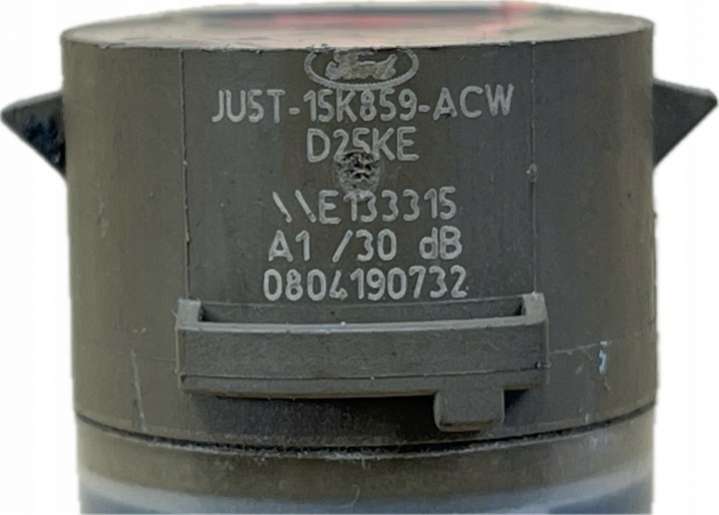 Ford
JU5T-15K859-ACW
D25KE
\\E133315
A1 /30 dB
0804190732